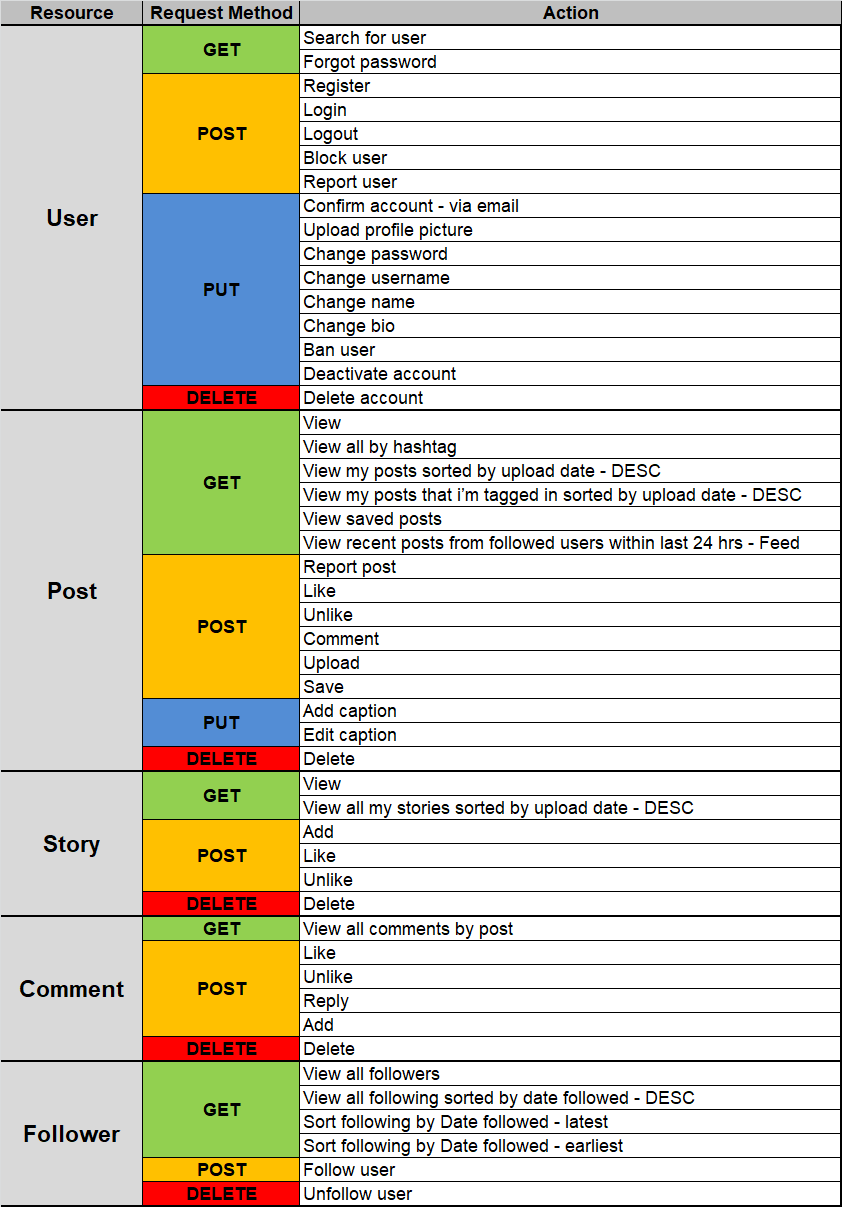 Resource Request Method Action
User
GET
Search for user
Forgot password
POST
Register
Login
Logout
Block user
Report user
PUT
Confirm account - via email
Upload profile picture
Change password
Change username
Change name
Change bio
Ban user
Deactivate account
DELETE
Delete account
Post
GET
View
View all by hashtag
View my posts sorted by upload date - DESC
View my posts that i’m tagged in sorted by upload date - DESC
View saved posts
View recent posts from followed users within last 24 hrs - Feed
POST
Report post
Like
Unlike
Comment
Upload
Save
PUT
Add caption
Edit caption
DELETE
Delete
Story
GET
View
View all my stories sorted by upload date - DESC
POST
Add
Like
Unlike
DELETE
Delete
Comment
GET
View all comments by post
POST
Like
Unlike
Reply
Add
DELETE
Delete
Follower
GET
View all followers
View all following sorted by date followed - DESC
Sort following by Date followed - latest
Sort following by Date followed - earliest
POST
Follow user
DELETE
Unfollow user